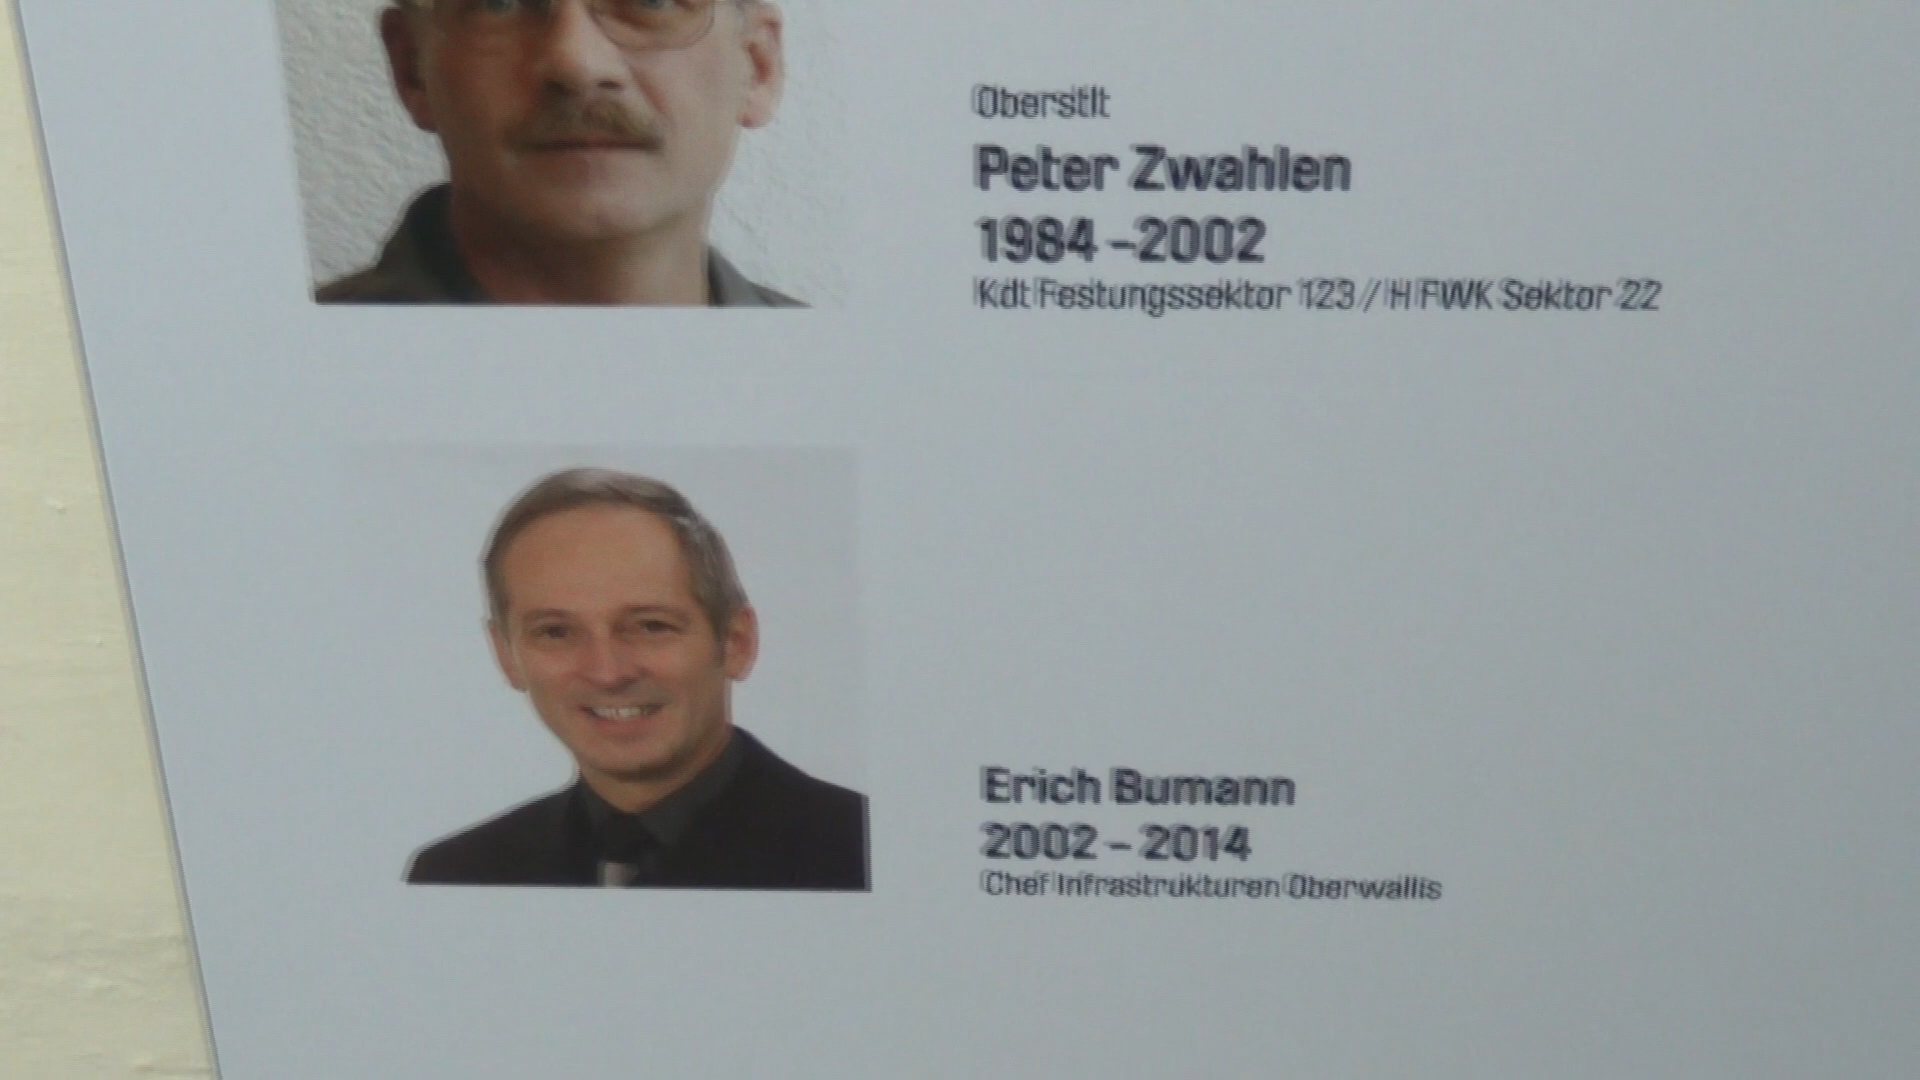 Oberstlt
Peter Zwahlen
1984 – 2002
Kdt Festungssektor 123 / H FWK Sektor 22
Erich Bumann
2002 – 2014
Chef Infrastrukturen Oberwallis